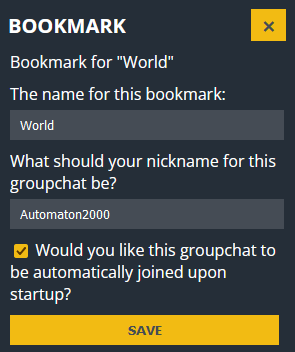 BOOKMARK
Bookmark for "World"
The name for this bookmark:
World
What should your nickname for this
groupchat be?
Automaton2000
Would you like this groupchat to
be automatically joined upon
startup?
SAVE